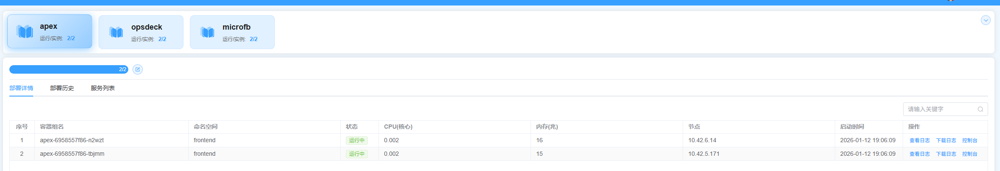 apex
运行/实例: 2/2
opsdeck
运行/实例: 2/2
microfb
运行/实例: 2/2
2/2
部署详情 部署历史 服务列表
请输入关键字
序号 容器组名 命名空间 状态 CPU(核心) 内存(兆) 节点 启动时间 操作
1 apex-6958557f86-n2wzt frontend 运行中 0.002 16 10.42.6.14 2026-01-12 19:06:09 查看日志 下载日志 控制台
2 apex-6958557f86-tbjmm frontend 运行中 0.002 15 10.42.5.171 2026-01-12 19:06:09 查看日志 下载日志 控制台